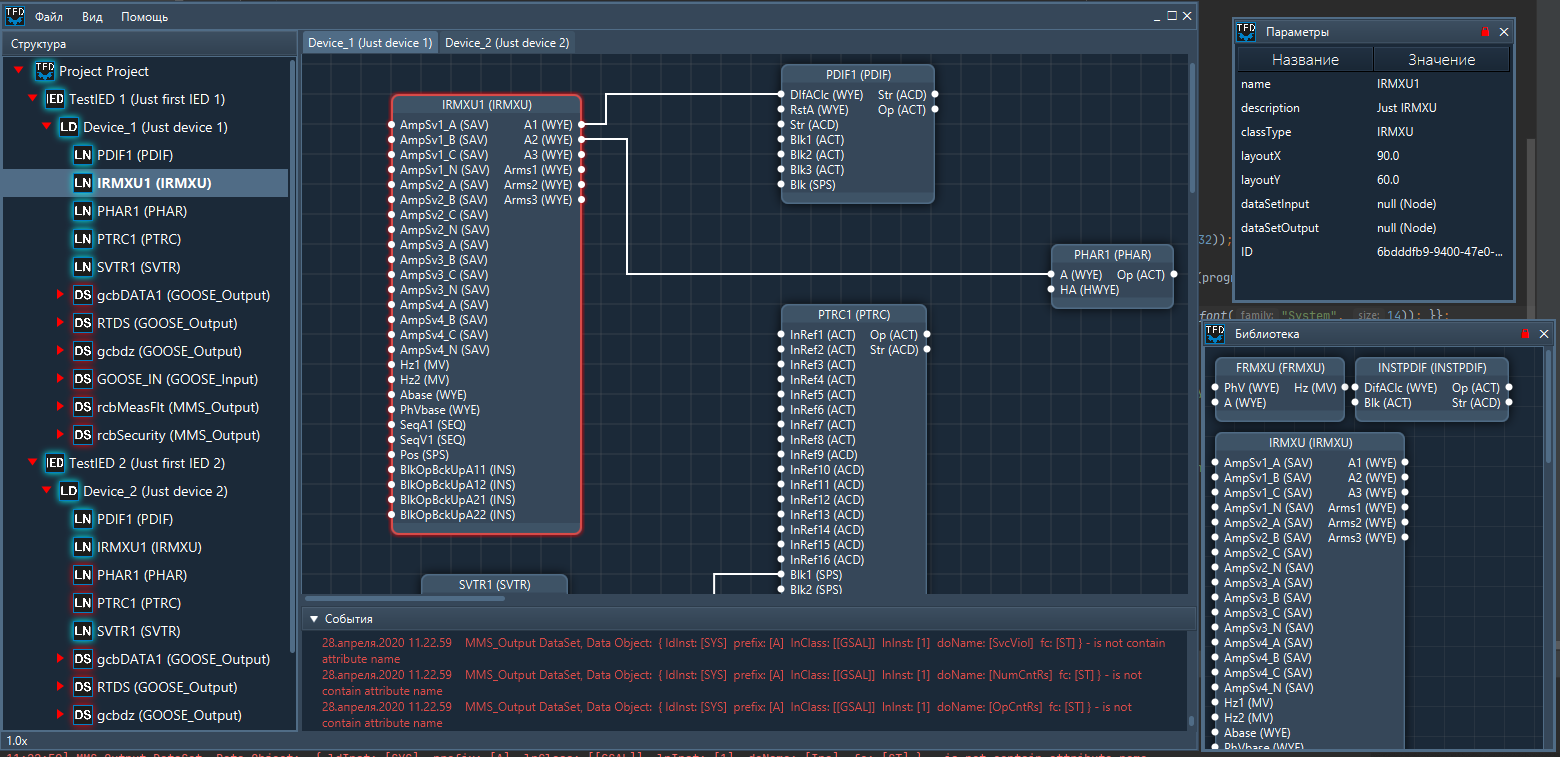 TFD
Файл Вид Помощь
Структура
TFD Project Project
IED TestIED 1 (Just first IED 1)
LD Device_1 (Just device 1)
LN PDIF1 (PDIF)
LN IRMXU1 (IRMXU)
LN PHAR1 (PHAR)
LN PTRC1 (PTRC)
LN SVTR1 (SVTR)
DS gcbDATA1 (GOOSE_Output)
DS RTDS (GOOSE_Output)
DS gcbdz (GOOSE_Output)
DS GOOSE_IN (GOOSE_Input)
DS rcbMeasFlt (MMS_Output)
DS rcbSecurity (MMS_Output)
IED TestIED 2 (Just first IED 2)
LD Device_2 (Just device 2)
LN PDIF1 (PDIF)
LN IRMXU1 (IRMXU)
LN PHAR1 (PHAR)
LN PTRC1 (PTRC)
LN SVTR1 (SVTR)
DS gcbDATA1 (GOOSE_Output)
DS RTDS (GOOSE_Output)
DS gcbdz (GOOSE_Output)
1.0x
Device_1 (Just device 1) Device_2 (Just device 2)
IRMXU1 (IRMXU)
AmpSv1_A (SAV) A1 (WYE)
AmpSv1_B (SAV) A2 (WYE)
AmpSv1_C (SAV) A3 (WYE)
AmpSv1_N (SAV) Arms1 (WYE)
AmpSv2_A (SAV) Arms2 (WYE)
AmpSv2_B (SAV) Arms3 (WYE)
AmpSv2_C (SAV)
AmpSv2_N (SAV)
AmpSv3_A (SAV)
AmpSv3_B (SAV)
AmpSv3_C (SAV)
AmpSv3_N (SAV)
AmpSv4_A (SAV)
AmpSv4_B (SAV)
AmpSv4_C (SAV)
AmpSv4_N (SAV)
Hz1 (MV)
Hz2 (MV)
Abase (WYE)
PhVbase (WYE)
SeqA1 (SEQ)
SeqV1 (SEQ)
Pos (SPS)
BlkOpBckUpA11 (INS)
BlkOpBckUpA12 (INS)
BlkOpBckUpA21 (INS)
BlkOpBckUpA22 (INS)
SVTR1 (SVTR)
PDIF1 (PDIF)
DifAClc (WYE) Str (ACD)
RstA (WYE) Op (ACT)
Str (ACD)
Blk1 (ACT)
Blk2 (ACT)
Blk3 (ACT)
Blk (SPS)
PHAR1 (PHAR)
A (WYE) Op (ACT)
HA (HWYE)
PTRC1 (PTRC)
InRef1 (ACT) Op (ACT)
InRef2 (ACT) Str (ACD)
InRef3 (ACT)
InRef4 (ACT)
InRef5 (ACT)
InRef6 (ACT)
InRef7 (ACT)
InRef8 (ACT)
InRef9 (ACD)
InRef10 (ACD)
InRef11 (ACD)
InRef12 (ACD)
InRef13 (ACD)
InRef14 (ACD)
InRef15 (ACD)
InRef16 (ACD)
Blk1 (SPS)
Blk2 (SPS)
События
28.апреля.2020 11.22.59 MMS_Output DataSet, Data Object: { ldInst: [SYS] prefix: [A] lnClass: [[GSAL]] lnInst: [1] doName: [SvcViol] fc: [ST] } - is not contain
attribute name
28.апреля.2020 11.22.59 MMS_Output DataSet, Data Object: { ldInst: [SYS] prefix: [A] lnClass: [[GSAL]] lnInst: [1] doName: [NumCntRs] fc: [ST] } - is not
contain attribute name
28.апреля.2020 11.22.59 MMS_Output DataSet, Data Object: { ldInst: [SYS] prefix: [A] lnClass: [[GSAL]] lnInst: [1] doName: [OpCntRs] fc: [ST] } - is not
contain attribute name
TFD Параметры
Название Значение
name IRMXU1
description Just IRMXU
classType IRMXU
layoutX 90.0
layoutY 60.0
dataSetInput null (Node)
dataSetOutput null (Node)
ID 6bdddfb9-9400-47e0-...
32));
(prog
font( family: "System", size: 14)); }};
TFD Библиотека
FRMXU (FRMXU)
PhV (WYE) Hz (MV)
A (WYE)
INSTPDIF (INSTPDIF)
DifAClc (WYE) Op (ACT)
Blk (ACT) Str (ACD)
IRMXU (IRMXU)
AmpSv1_A (SAV) A1 (WYE)
AmpSv1_B (SAV) A2 (WYE)
AmpSv1_C (SAV) A3 (WYE)
AmpSv1_N (SAV) Arms1 (WYE)
AmpSv2_A (SAV) Arms2 (WYE)
AmpSv2_B (SAV) Arms3 (WYE)
AmpSv2_C (SAV)
AmpSv2_N (SAV)
AmpSv3_A (SAV)
AmpSv3_B (SAV)
AmpSv3_C (SAV)
AmpSv3_N (SAV)
AmpSv4_A (SAV)
AmpSv4_B (SAV)
AmpSv4_C (SAV)
AmpSv4_N (SAV)
Hz1 (MV)
Hz2 (MV)
Abase (WYE)
PhVbase (WYE)